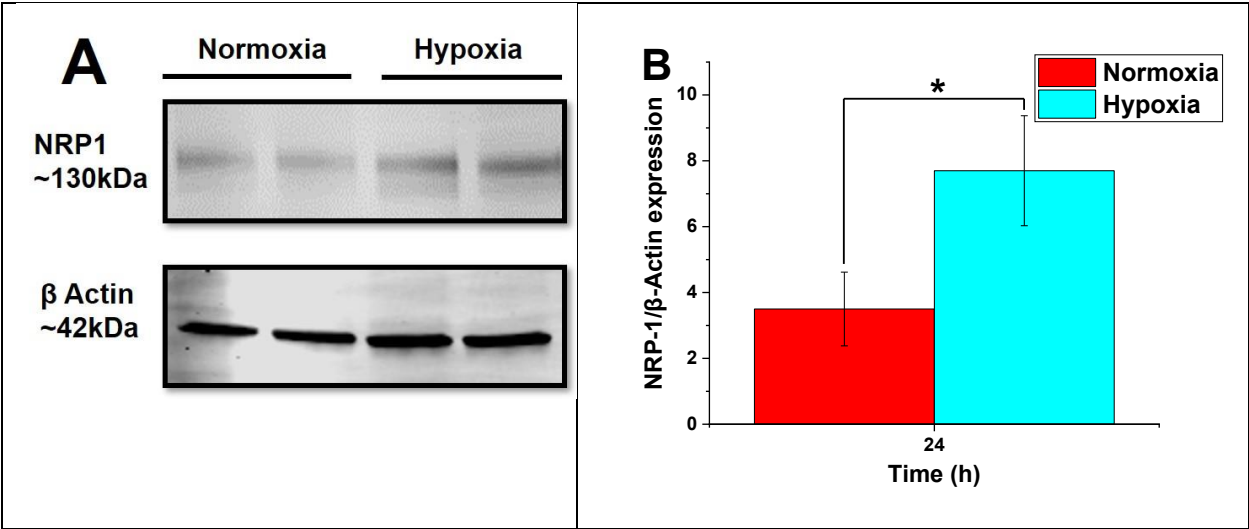 A
Normoxia Hypoxia
NRP1
~130kDa
β Actin
~42kDa
B
Normoxia
Hypoxia
*
NRP-1/β-Actin expression
10
8
6
4
2
0
24
Time (h)